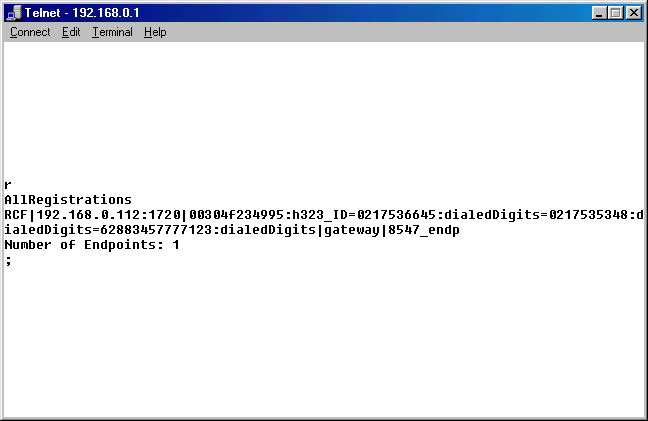 Telnet - 192.168.0.1
Connect Edit Terminal Help
r
AllRegistrations
RCF|192.168.0.112:1720|00304f234995:h323_ID=0217536645:dialedDigits=0217535348:d
ialedDigits=62883457777123:dialedDigits|gateway|8547_endp
Number of Endpoints: 1
;